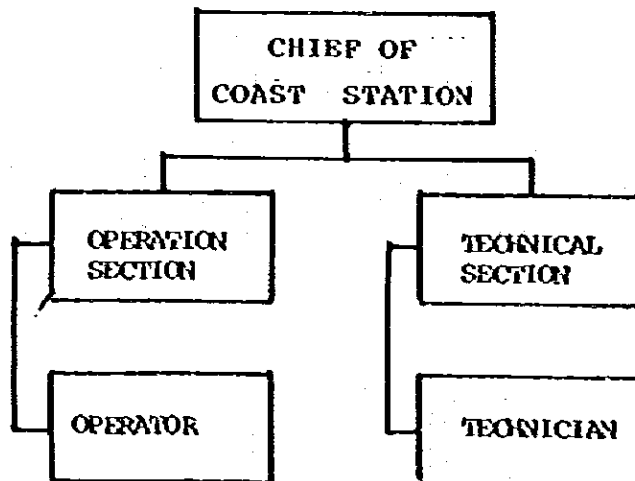 CHIEF OF
COAST STATION
OPERATION
SECTION
TECHNICAL
SECTION
OPERATOR
TECHNICIAN